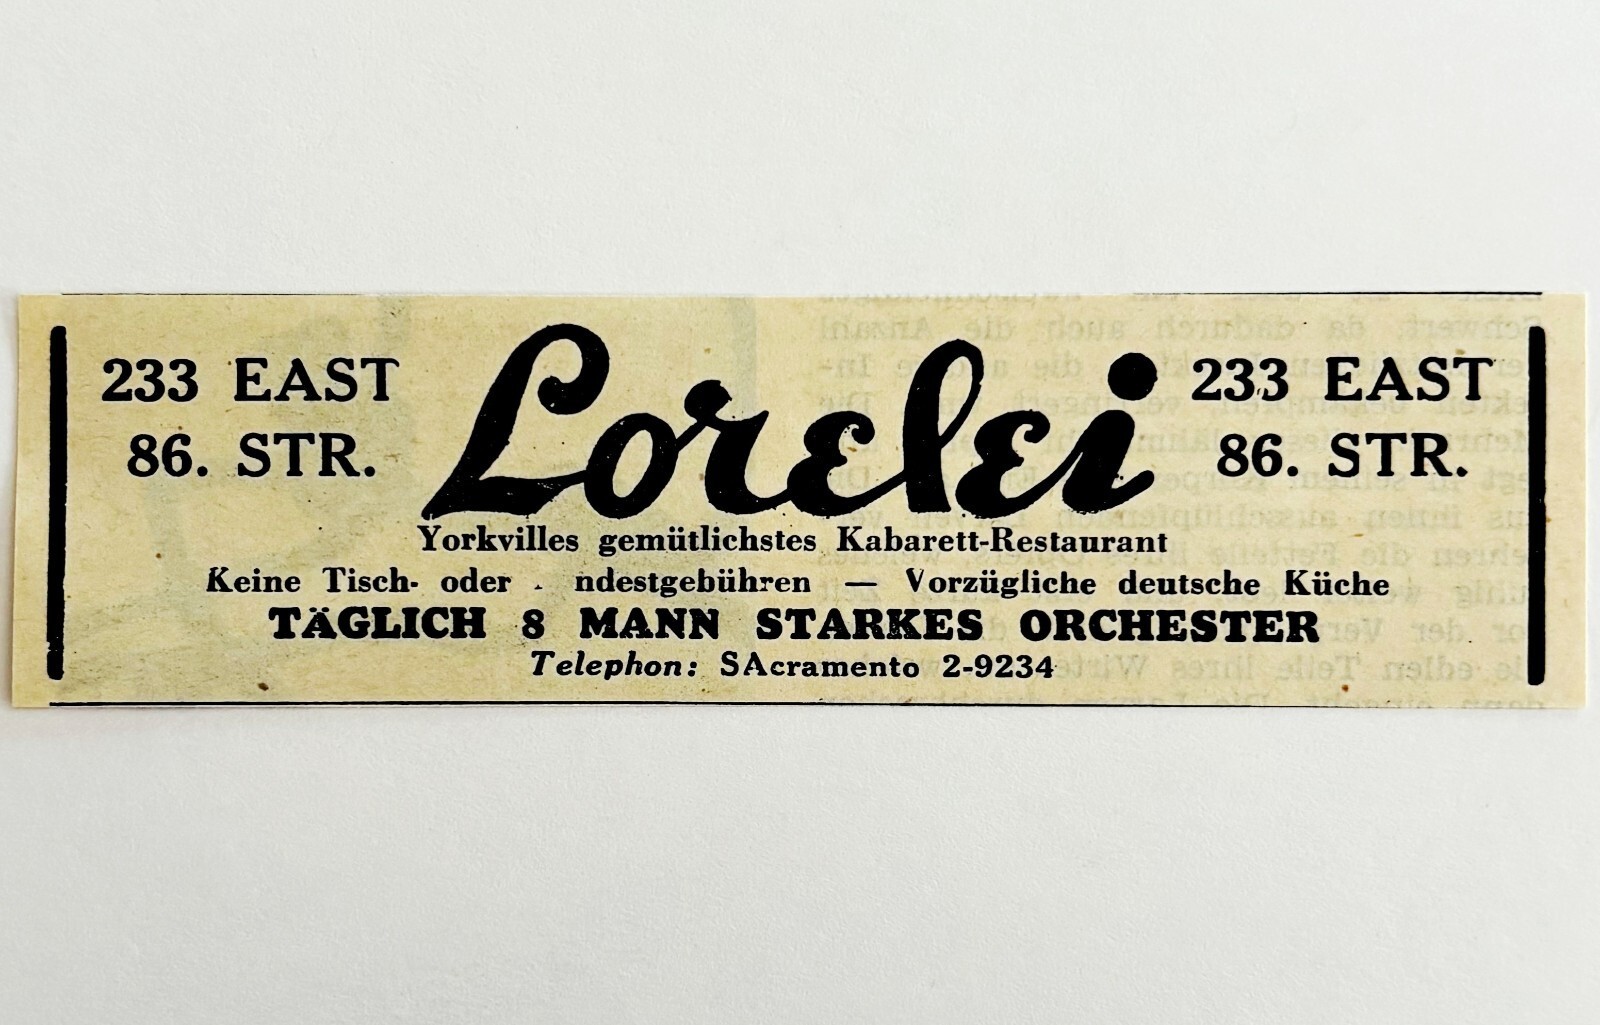 233 EAST
86. STR.
Lorelei
233 EAST
86. STR.
Yorkvilles gemütlichstes Kabarett-Restaurant
Keine Tisch- oder ndestgebühren — Vorzügliche deutsche Küche
TÄGLICH 8 MANN STARKES ORCHESTER
Telephon: SAcramento 2-9234